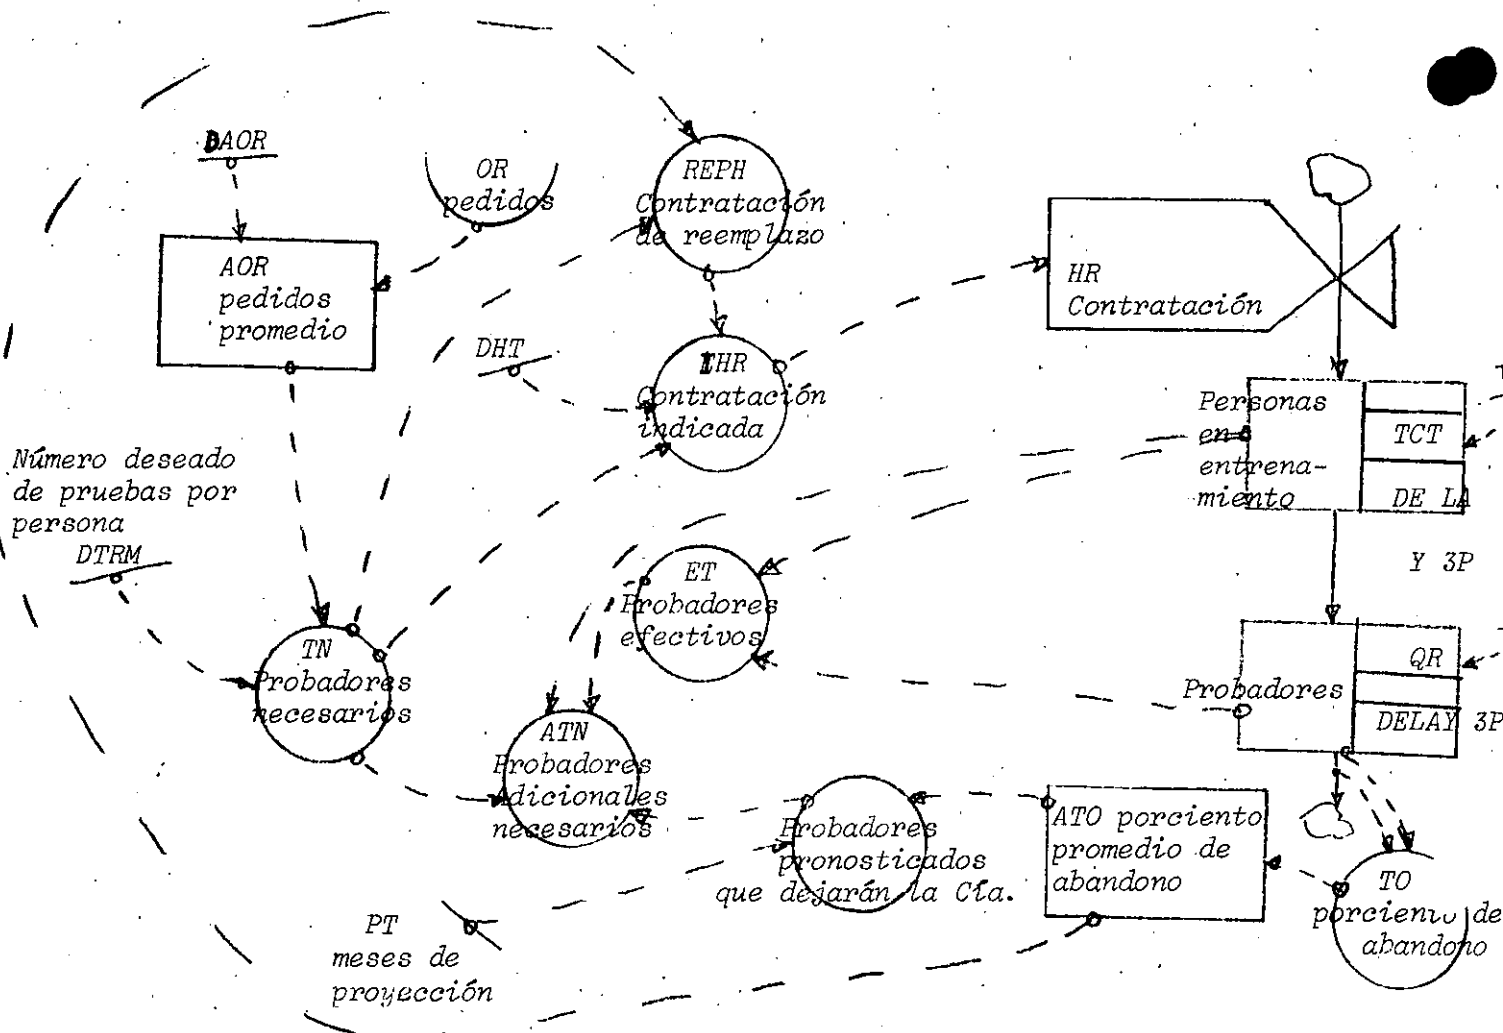 DAOR
OR
pedidos
REPH
Contratación
de reemplazo
AOR
pedidos
promedio
HR
Contratación
DHT
IHR
Contratación
indicada
Personas
en
entrena-
miento
TCT
DE LA
Y 3P
Número deseado
de pruebas por
persona
DTRM
ET
Probadores
efectivos
TN
Probadores
necesarios
Probadores
QR
DELAY 3P
ATN
Probadores
adicionales
necesarios
Probadores
pronosticados
que dejarán la Cía.
ATO porciento
promedio de
abandono
TO
porciento de
abandono
PT
meses de
proyección